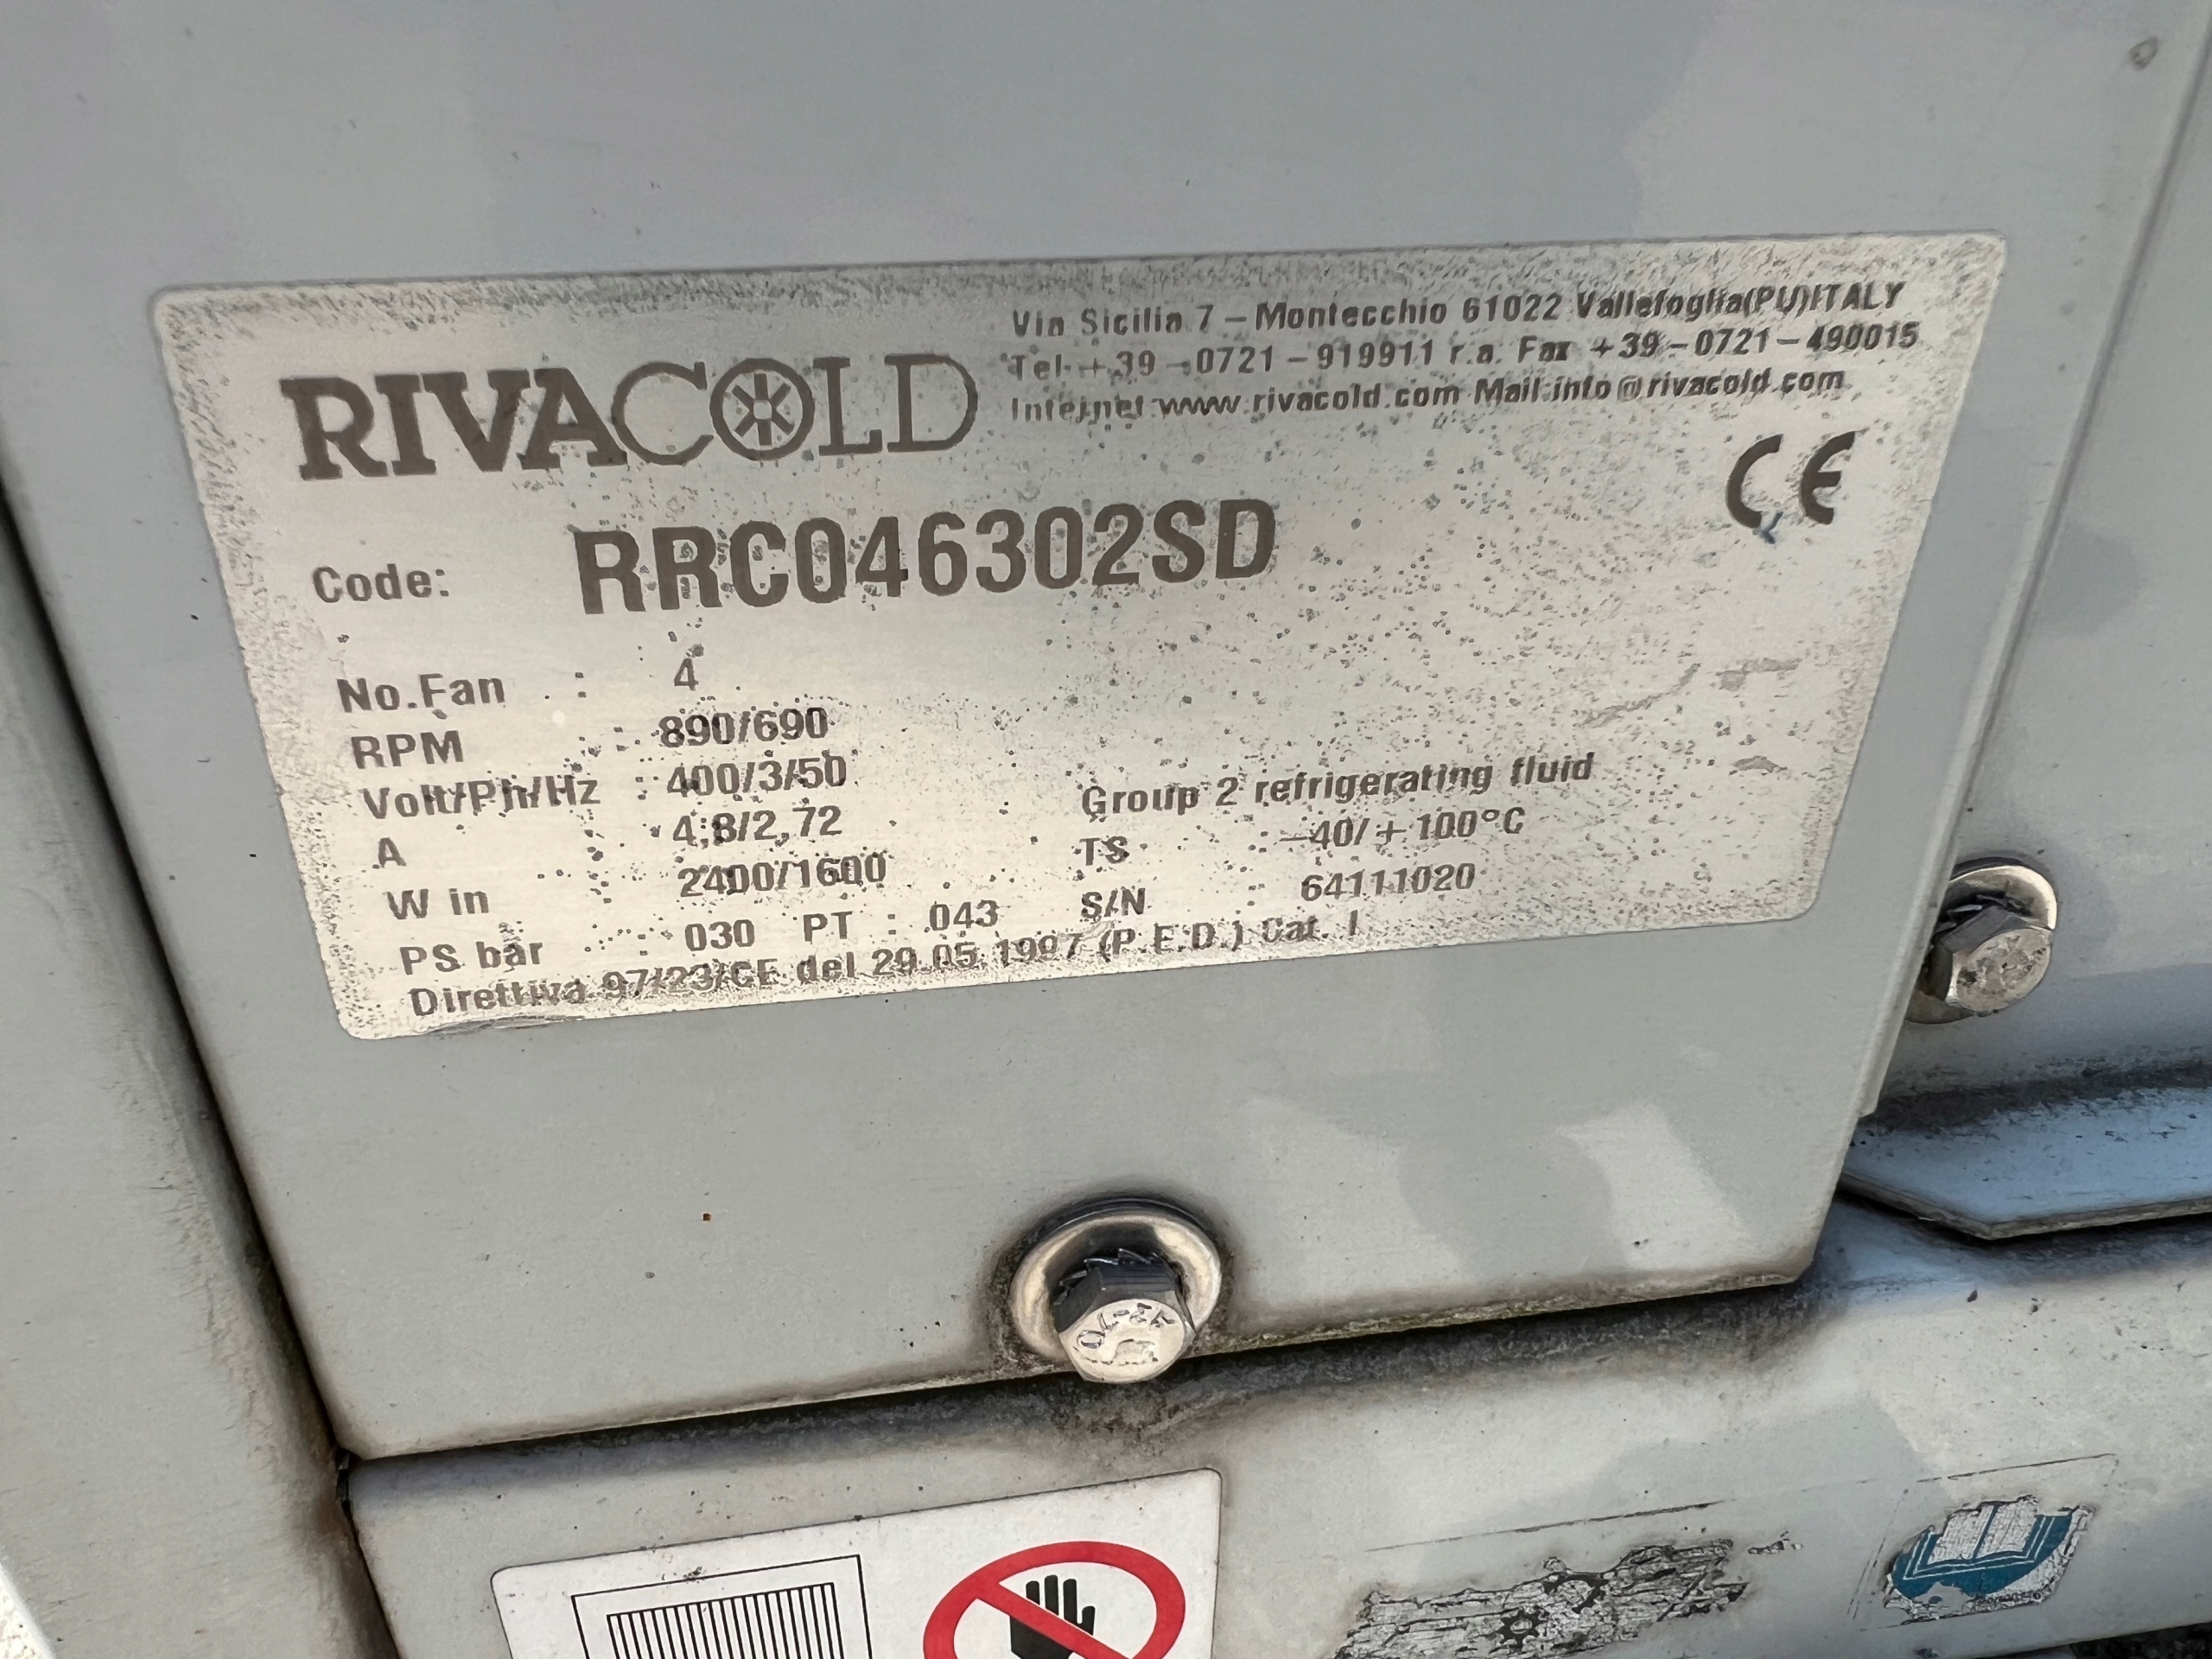 RIVACOLD
Via Sicilia 7 – Montecchio 61022 Vallefoglia(PU)ITALY
Tel + 39 – 0721 – 919911 r.a. Fax +39 – 0721 – 490015
Internet www.rivacold.com Mail:info@rivacold.com
CE
Code: RRC046302SD
No.Fan : 4
RPM : 890/690
Volt/Ph/Hz : 400/3/50
A : 4,8/2,72
W in : 2400/1600
Group 2 refrigerating fluid
TS : –40/+100°C
PS bar : 030 PT : 043 S/N : 64111020
Direttiva 97/23/CE del 29.05.1997 (P.E.D.) Cat. I